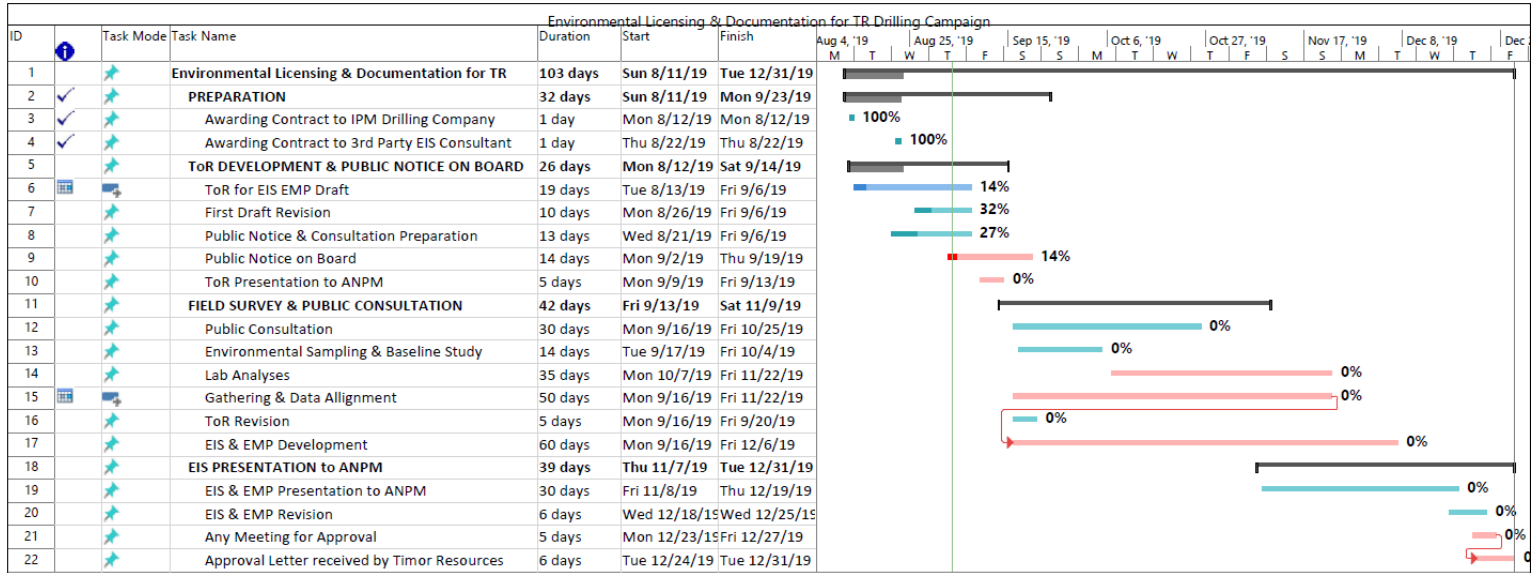 Environmental Licensing & Documentation for TR Drilling Campaign
ID Task Mode Task Name Duration Start Finish Aug 4, '19 Aug 25, '19 Sep 15, '19 Oct 6, '19 Oct 27, '19 Nov 17, '19 Dec 8, '19 Dec
M T W T F S S M T W T F S S M T W T F
1 Environmental Licensing & Documentation for TR 103 days Sun 8/11/19 Tue 12/31/19
2 PREPARATION 32 days Sun 8/11/19 Mon 9/23/19
3 Awarding Contract to IPM Drilling Company 1 day Mon 8/12/19 Mon 8/12/19 100%
4 Awarding Contract to 3rd Party EIS Consultant 1 day Thu 8/22/19 Thu 8/22/19 100%
5 ToR DEVELOPMENT & PUBLIC NOTICE ON BOARD 26 days Mon 8/12/19 Sat 9/14/19
6 ToR for EIS EMP Draft 19 days Tue 8/13/19 Fri 9/6/19 14%
7 First Draft Revision 10 days Mon 8/26/19 Fri 9/6/19 32%
8 Public Notice & Consultation Preparation 13 days Wed 8/21/19 Fri 9/6/19 27%
9 Public Notice on Board 14 days Mon 9/2/19 Thu 9/19/19 14%
10 ToR Presentation to ANPM 5 days Mon 9/9/19 Fri 9/13/19 0%
11 FIELD SURVEY & PUBLIC CONSULTATION 42 days Fri 9/13/19 Sat 11/9/19
12 Public Consultation 30 days Mon 9/16/19 Fri 10/25/19 0%
13 Environmental Sampling & Baseline Study 14 days Tue 9/17/19 Fri 10/4/19 0%
14 Lab Analyses 35 days Mon 10/7/19 Fri 11/22/19 0%
15 Gathering & Data Allignment 50 days Mon 9/16/19 Fri 11/22/19 0%
16 ToR Revision 5 days Mon 9/16/19 Fri 9/20/19 0%
17 EIS & EMP Development 60 days Mon 9/16/19 Fri 12/6/19 0%
18 EIS PRESENTATION to ANPM 39 days Thu 11/7/19 Tue 12/31/19
19 EIS & EMP Presentation to ANPM 30 days Fri 11/8/19 Thu 12/19/19 0%
20 EIS & EMP Revision 6 days Wed 12/18/19 Wed 12/25/19 0%
21 Any Meeting for Approval 5 days Mon 12/23/19 Fri 12/27/19 0%
22 Approval Letter received by Timor Resources 6 days Tue 12/24/19 Tue 12/31/19